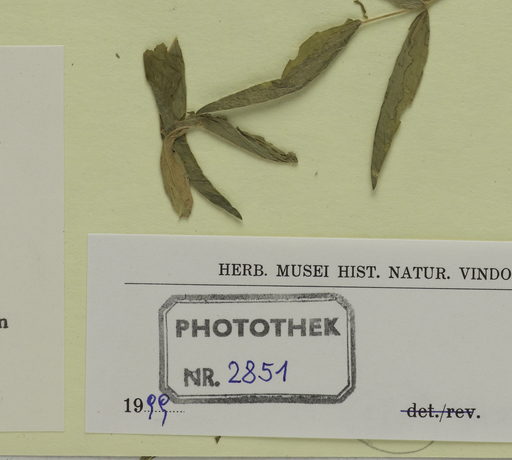 n
HERB. MUSEI HIST. NATUR. VINDO
PHOTOTHEK
NR. 2851
1999 det./rev.